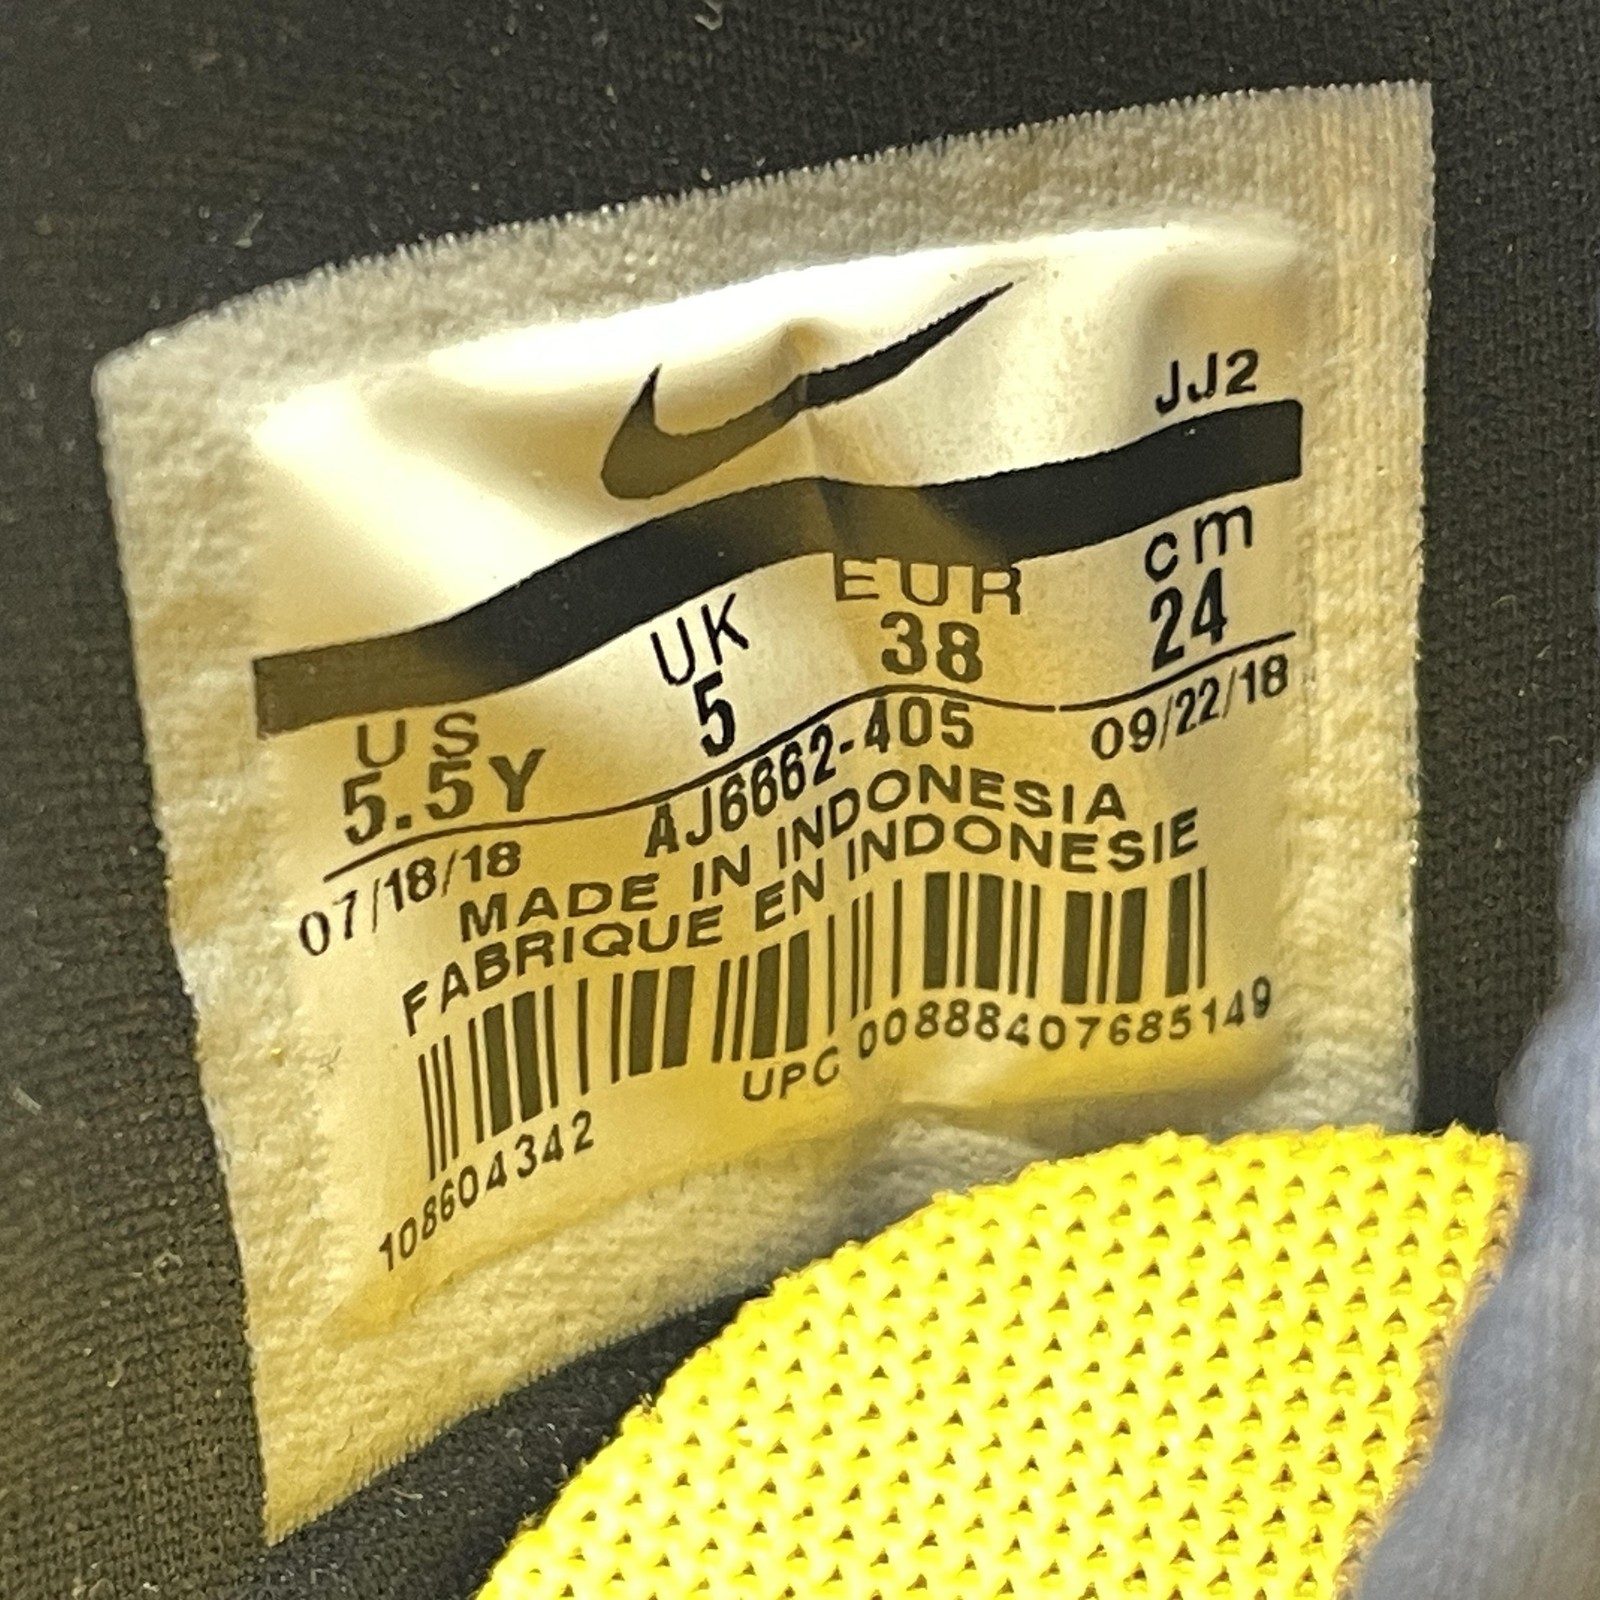 JJ2
US UK EUR cm
5.5Y 5 38 24
07/18/18 AJ6662-405 09/22/18
MADE IN INDONESIA
FABRIQUE EN INDONESIE
UPC 00888407685149
108604342